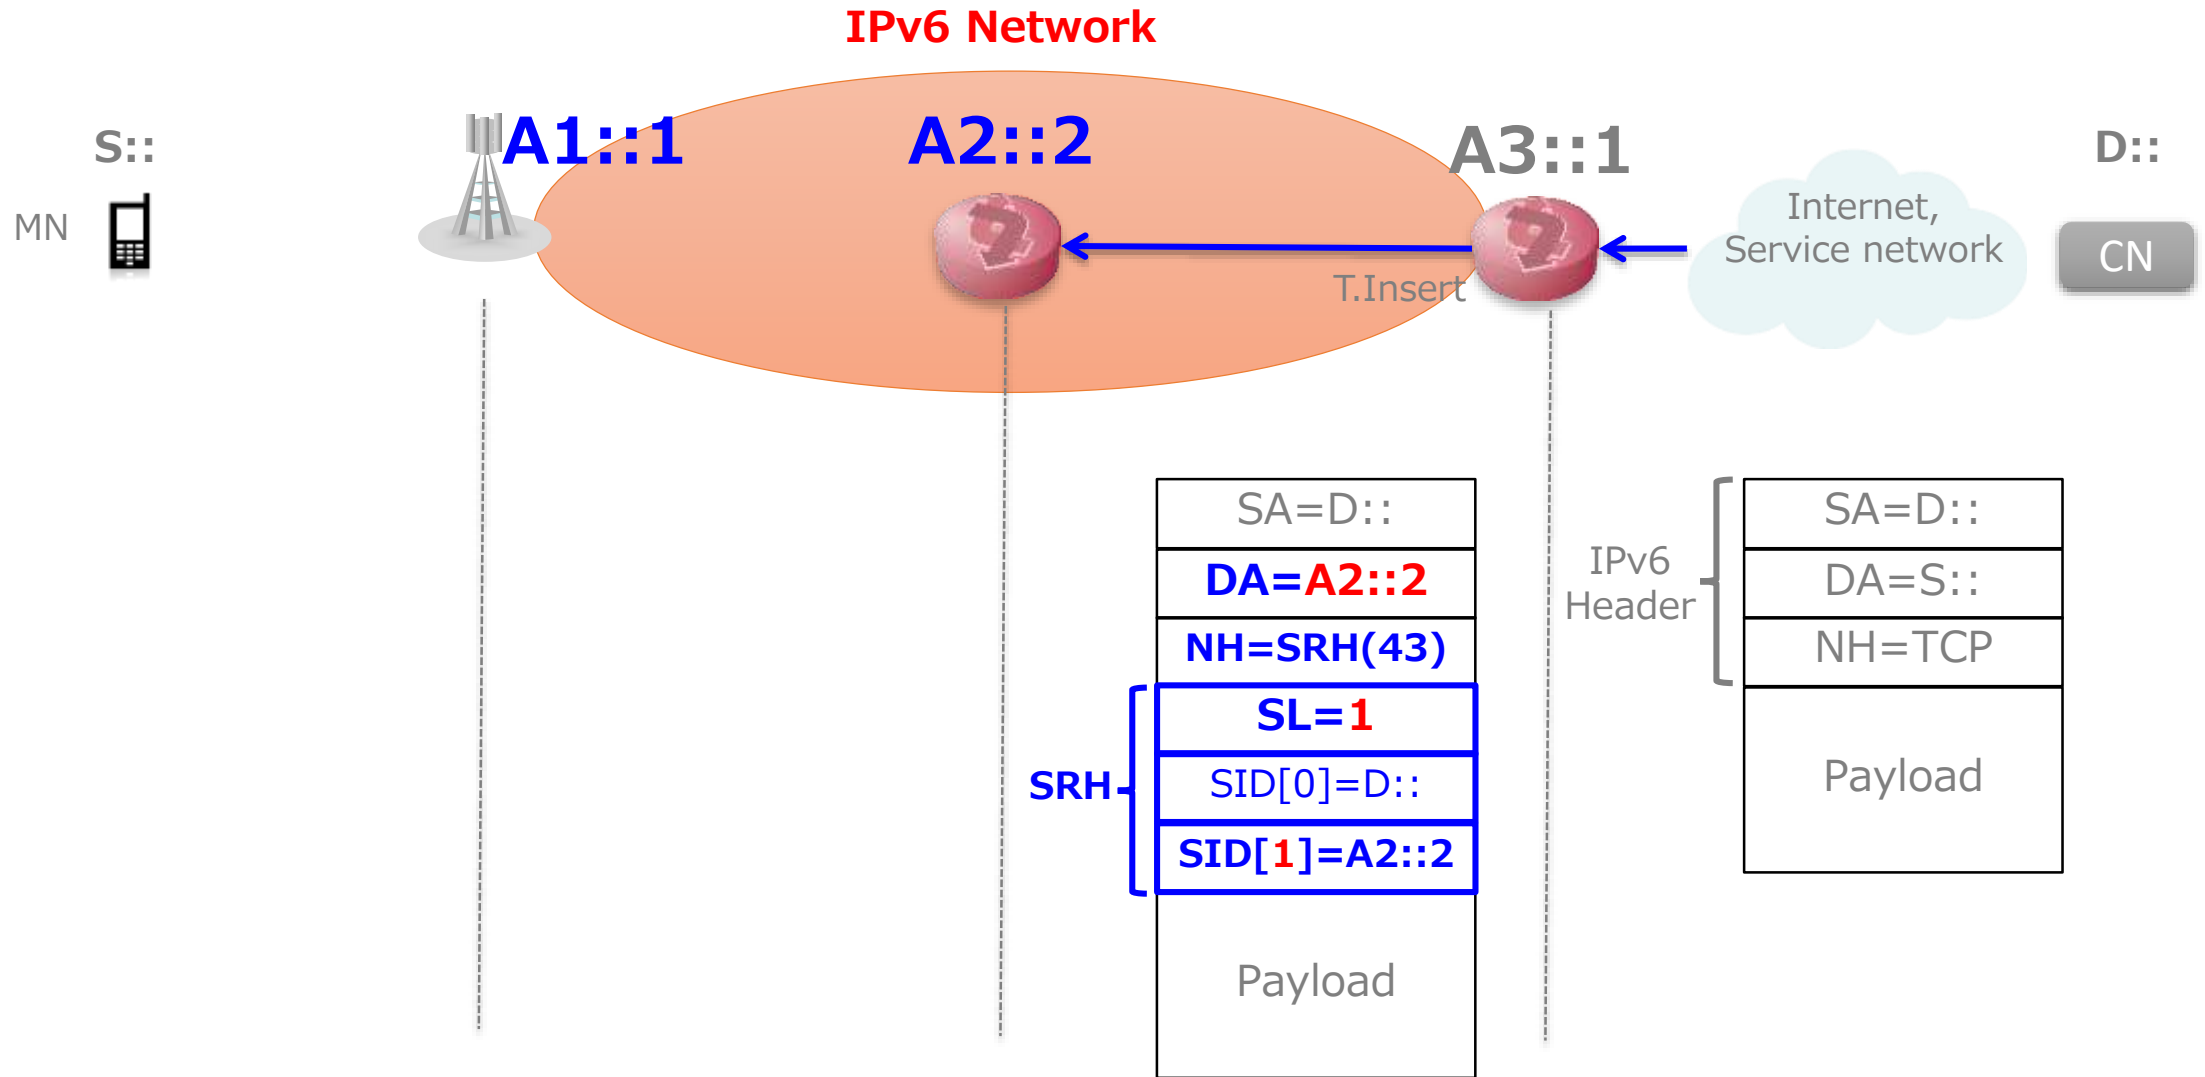 IPv6 Network
S::
A1::1
A2::2
A3::1
D::
MN
T.Insert
Internet,
Service network
CN
SA=D::
DA=A2::2
NH=SRH(43)
SRH
SL=1
SID[0]=D::
SID[1]=A2::2
Payload
IPv6
Header
SA=D::
DA=S::
NH=TCP
Payload